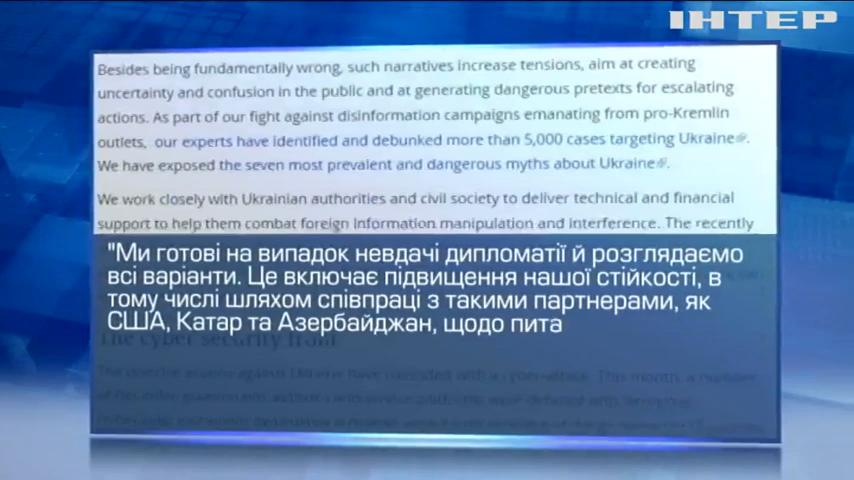 ІНТЕР
Besides being fundamentally wrong, such narratives increase tensions, aim at creating
uncertainty and confusion in the public and at generating dangerous pretexts for escalating
actions. As part of our fight against disinformation campaigns emanating from pro-Kremlin
outlets, our experts have identified and debunked more than 5,000 cases targeting Ukraine.
We have exposed the seven most prevalent and dangerous myths about Ukraine.
We work closely with Ukrainian authorities and civil society to deliver technical and financial
support to help them combat foreign information manipulation and interference. The recently
"Ми готові на випадок невдачі дипломатії й розглядаємо
всі варіанти. Це включає підвищення нашої стійкості, в
тому числі шляхом співпраці з такими партнерами, як
США, Катар та Азербайджан, щодо пита
The cyber security front